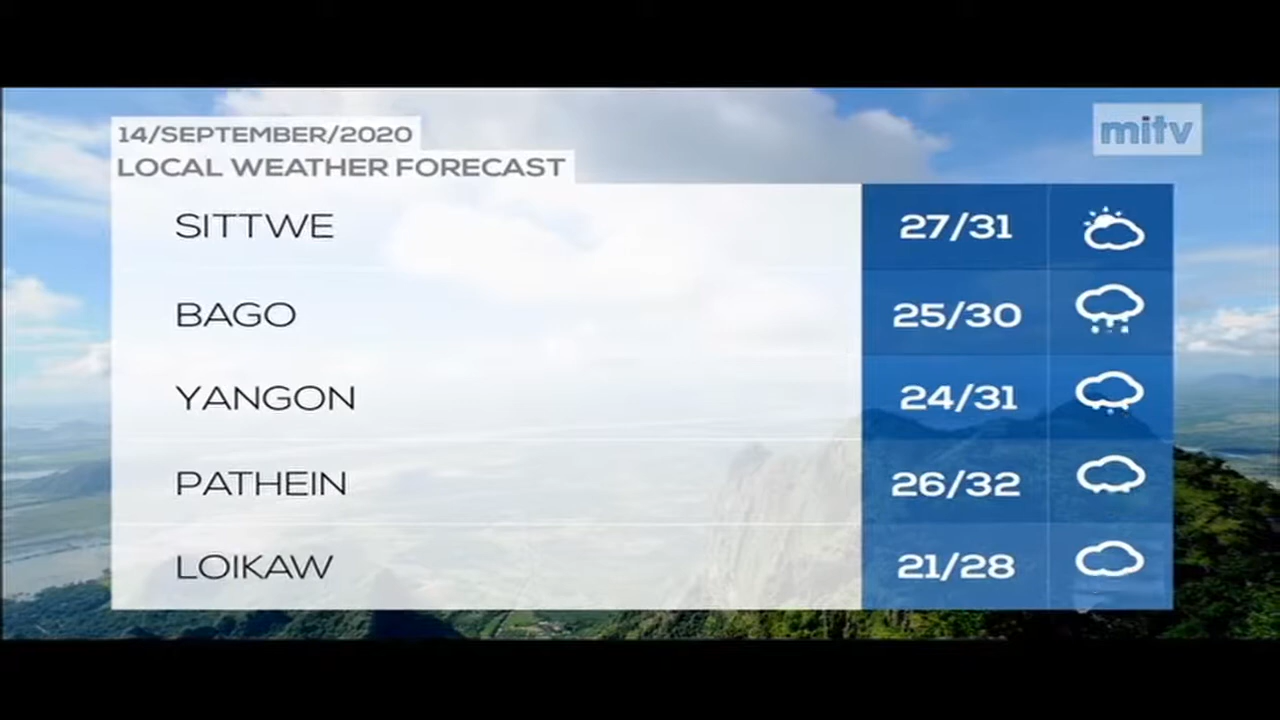 14/SEPTEMBER/2020
mitv
LOCAL WEATHER FORECAST
SITTWE 27/31
BAGO 25/30
YANGON 24/31
PATHEIN 26/32
LOIKAW 21/28